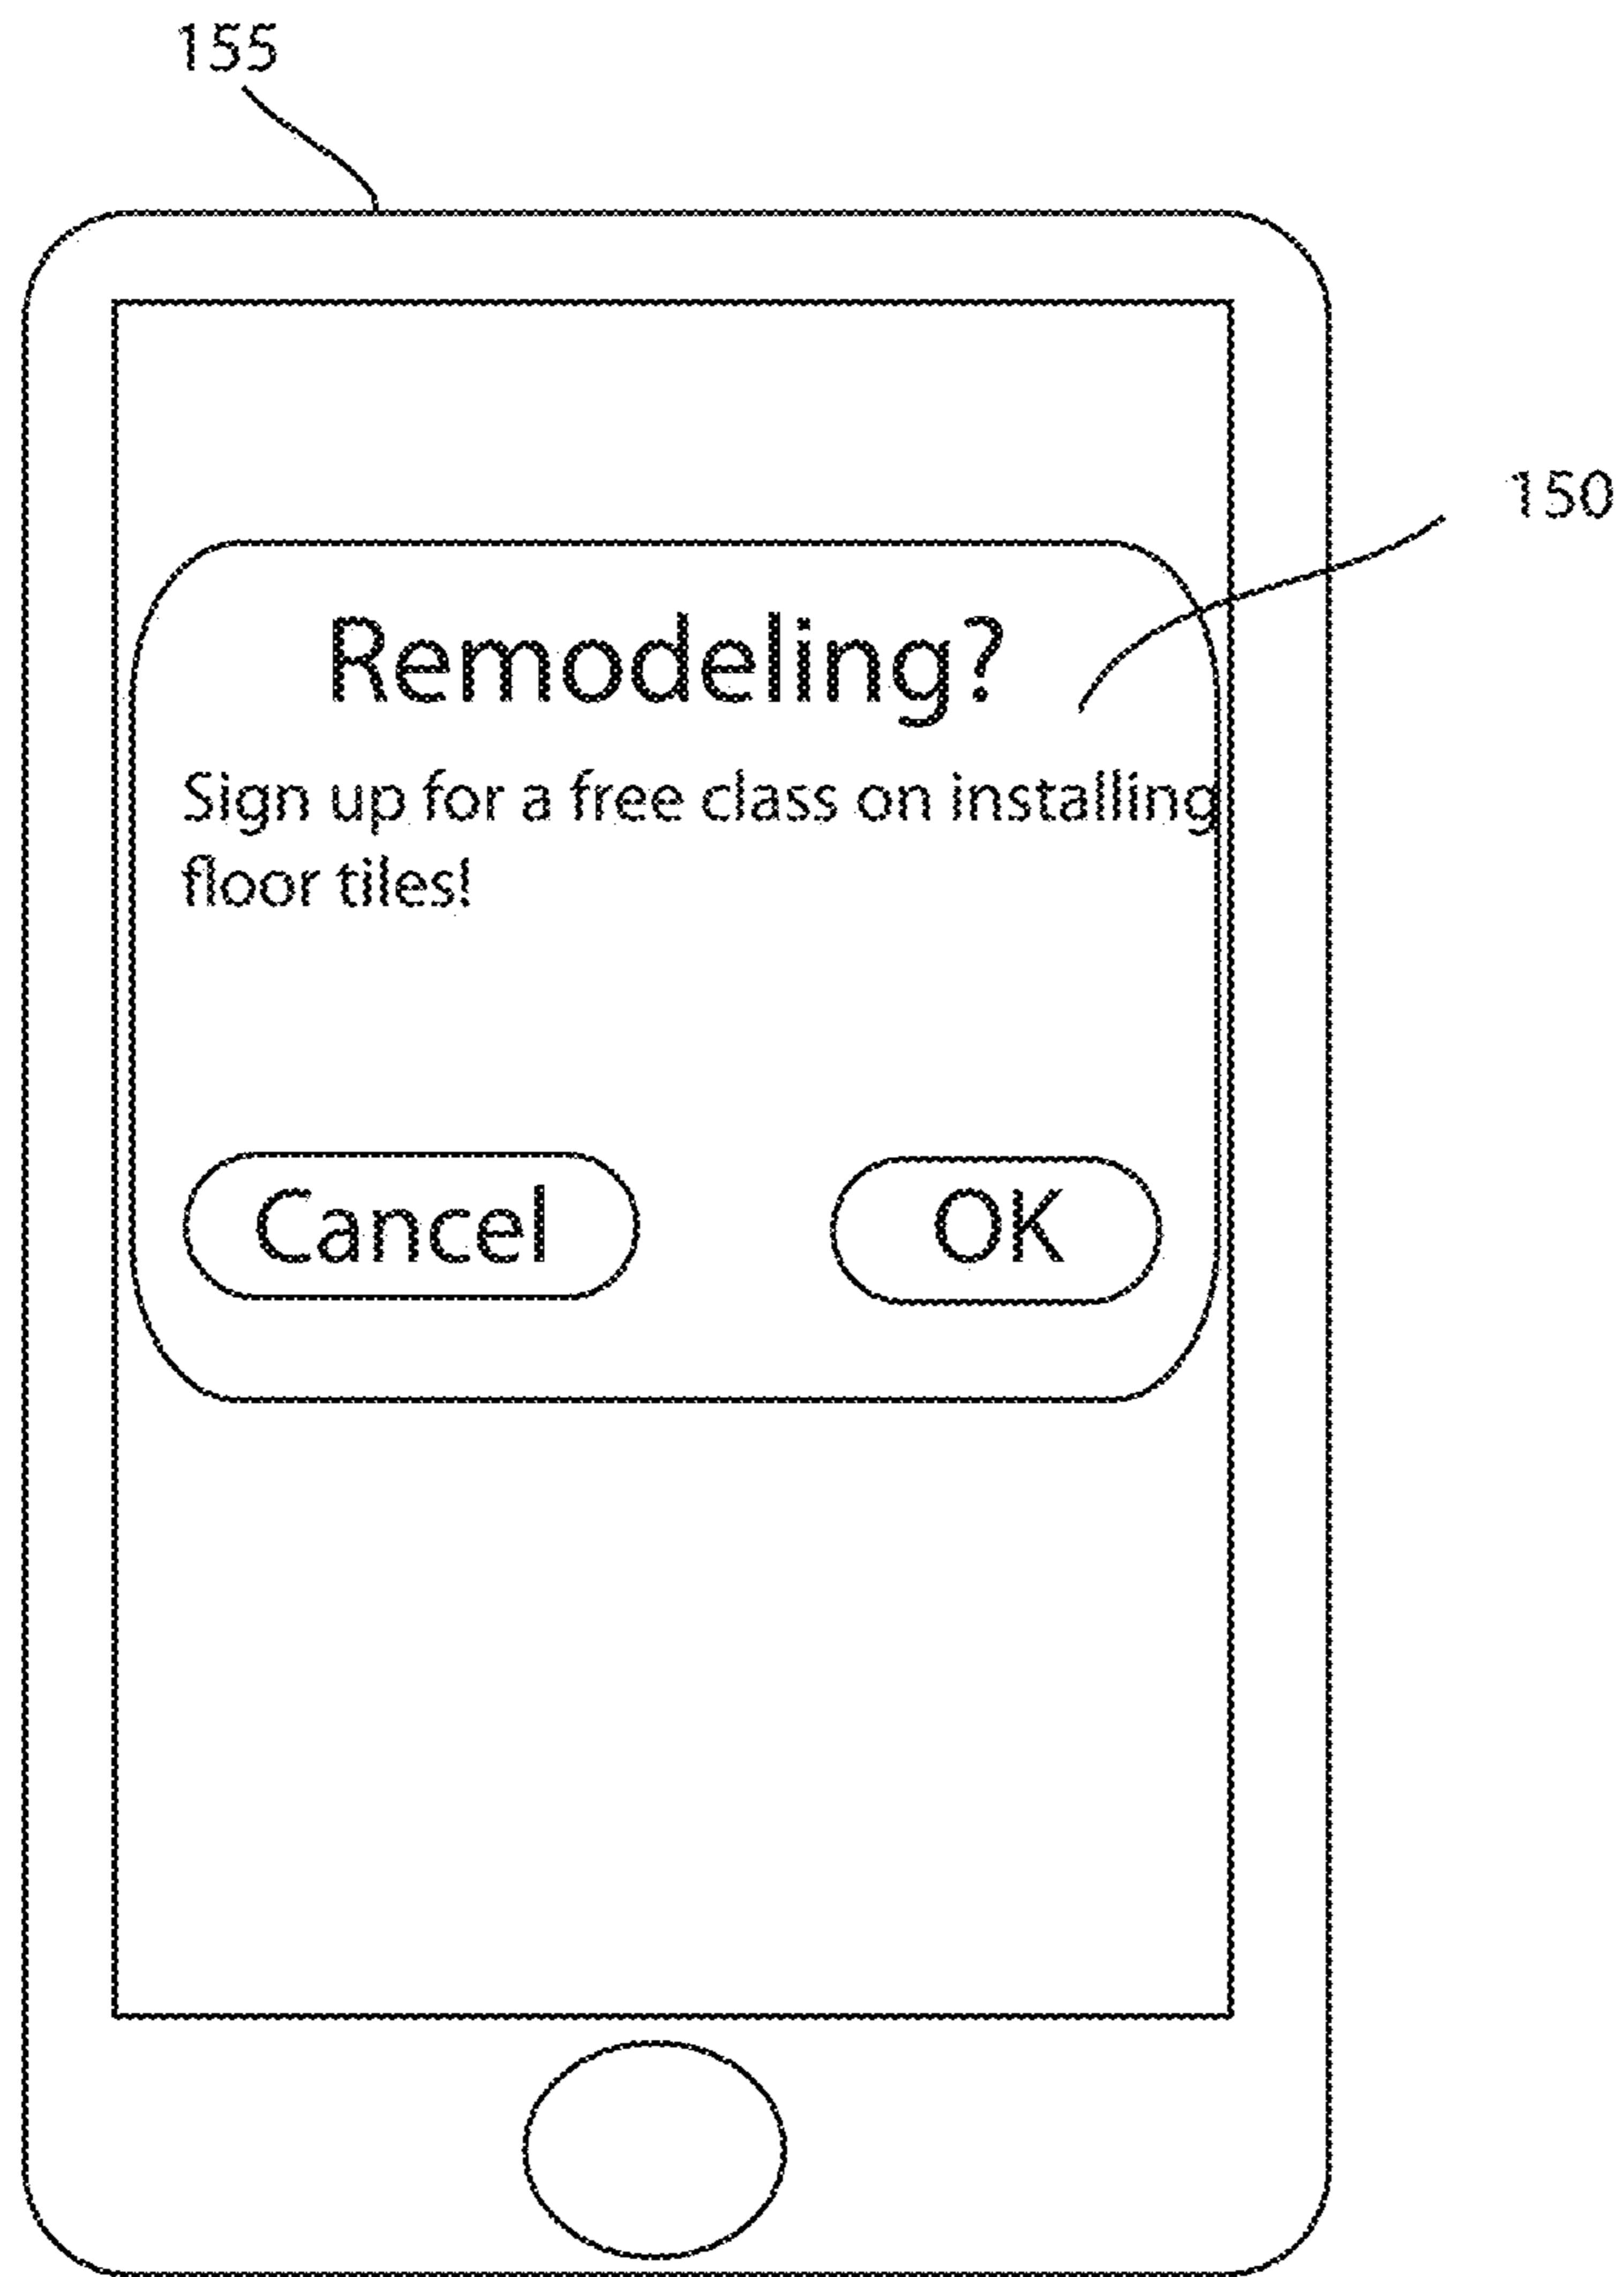 155
150
Remodeling?
Sign up for a free class on installing
floor tiles!
Cancel
OK